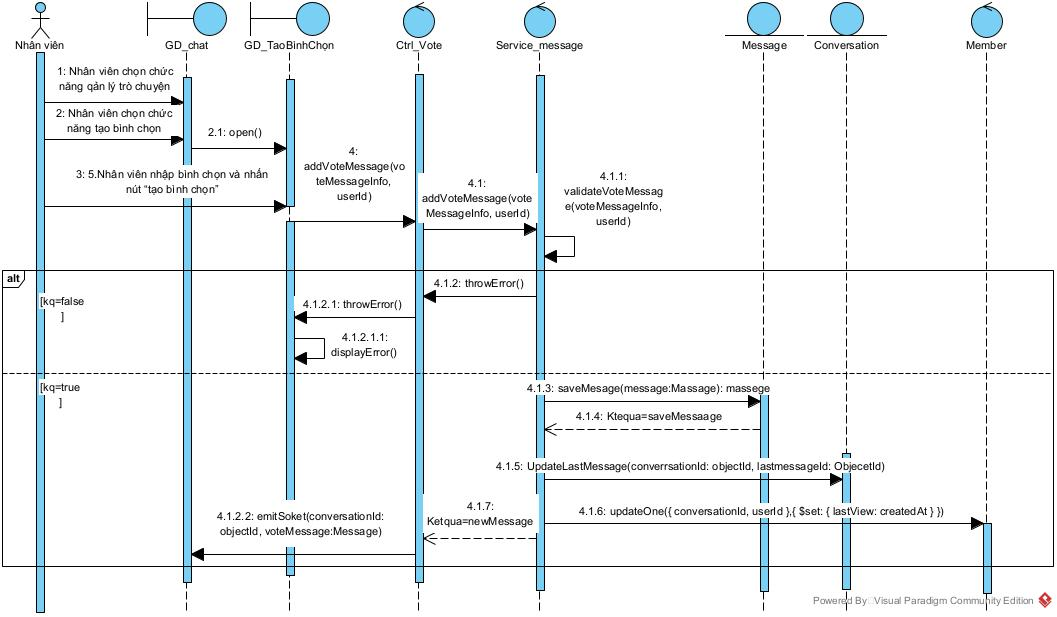 Nhân viên
GD_chat
GD_TaoBinhChọn
Ctrl_Vote
Service_message
Message
Conversation
Member
1: Nhân viên chọn chức
năng qản lý trò chuyện
2: Nhân viên chọn chức
năng tạo bình chọn
2.1: open()
3: 5.Nhân viên nhập bình chọn và nhấn
nút “tạo bình chọn”
4:
addVoteMessage(vo
teMessageInfo,
userId)
4.1:
addVoteMessage(vote
MessageInfo, userId)
4.1.1:
validateVoteMessag
e(voteMessageInfo,
userId)
alt
[kq=false
]
4.1.2: throwError()
4.1.2.1: throwError()
4.1.2.1.1:
displayError()
[kq=true
]
4.1.3: saveMesage(message:Massage): massege
4.1.4: Ktequa=saveMessaage
4.1.5: UpdateLastMessage(conversationId: objectId, lastmessageId: ObjecetId)
4.1.6: updateOne({ conversationId, userId },{ $set: { lastView: createdAt } })
4.1.7:
Ketqua=newMessage
4.1.2.2: emitSoket(conversationId:
objectId, voteMessage:Message)
Powered By Visual Paradigm Community Edition